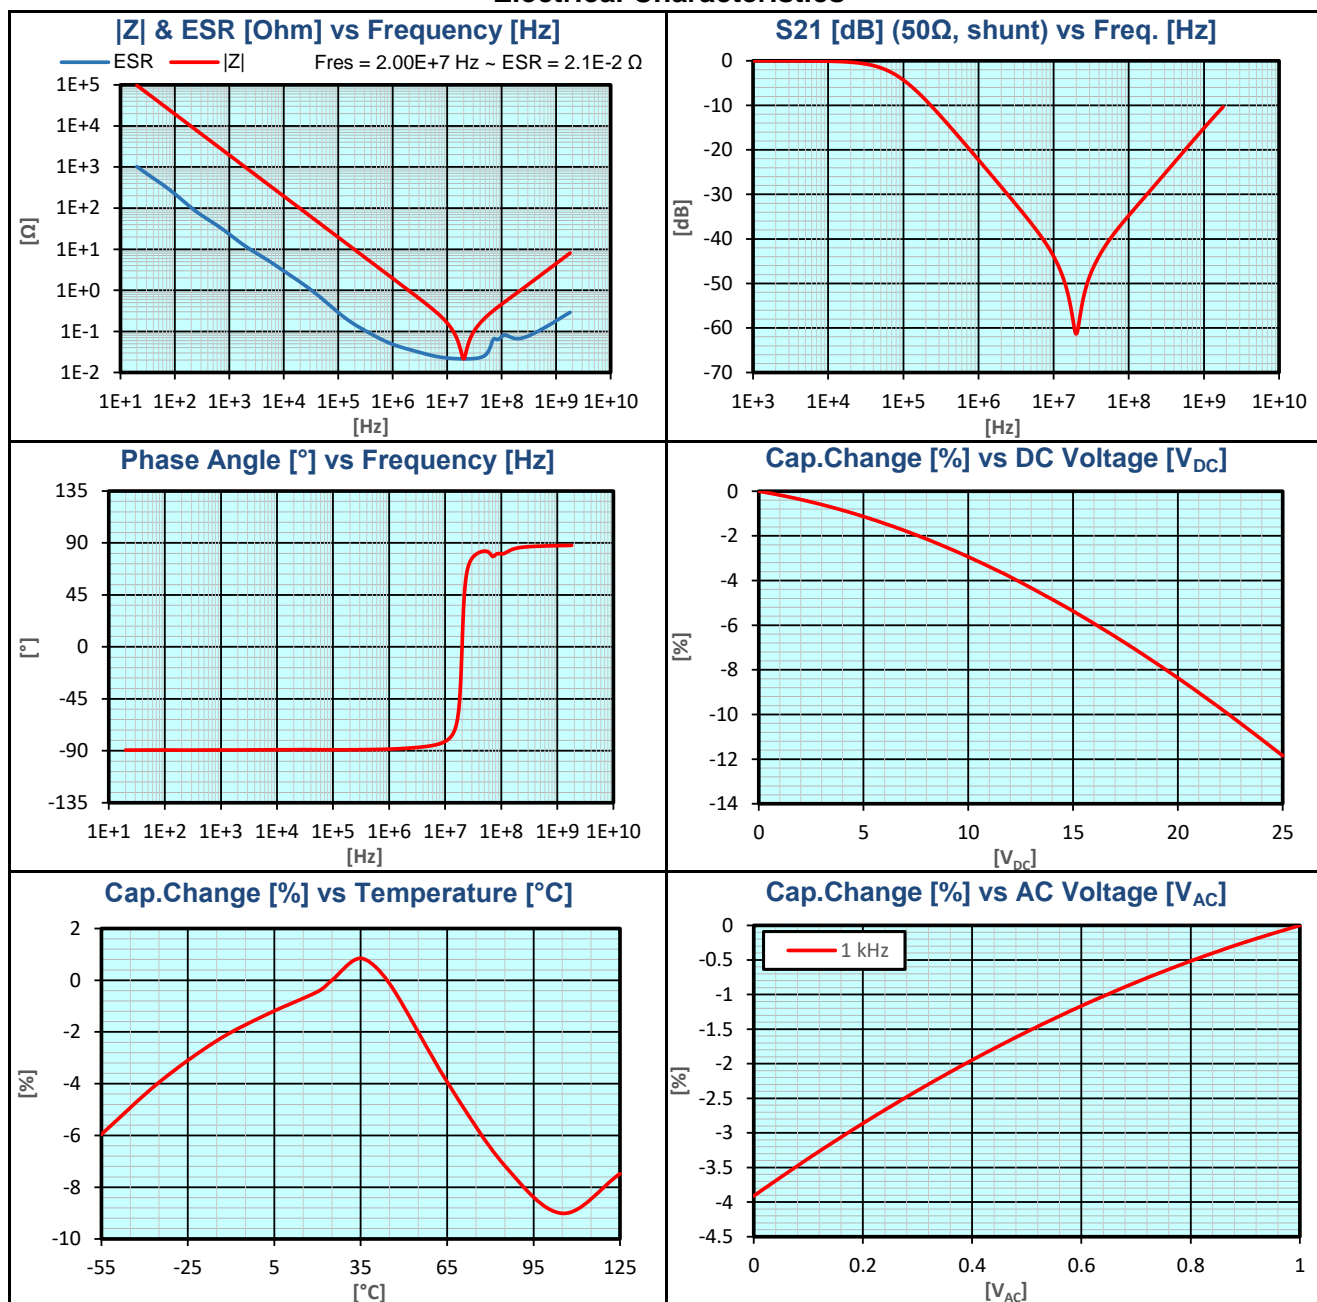 |Z| & ESR [Ohm] vs Frequency [Hz]
ESR |Z| Fres = 2.00E+7 Hz ~ ESR = 2.1E-2 Ω
1E+5
1E+4
1E+3
1E+2
1E+1
1E+0
1E-1
1E-2
[Ω]
1E+1 1E+2 1E+3 1E+4 1E+5 1E+6 1E+7 1E+8 1E+9 1E+10
[Hz]
S21 [dB] (50Ω, shunt) vs Freq. [Hz]
0
-10
-20
-30
-40
-50
-60
-70
[dB]
1E+3 1E+4 1E+5 1E+6 1E+7 1E+8 1E+9 1E+10
[Hz]
Phase Angle [°] vs Frequency [Hz]
135
90
45
0
-45
-90
-135
[°]
1E+1 1E+2 1E+3 1E+4 1E+5 1E+6 1E+7 1E+8 1E+9 1E+10
[Hz]
Cap.Change [%] vs DC Voltage [VDC]
0
-2
-4
-6
-8
-10
-12
-14
[%]
0 5 10 15 20 25
[VDC]
Cap.Change [%] vs Temperature [°C]
2
0
-2
-4
-6
-8
-10
[%]
-55 -25 5 35 65 95 125
[°C]
Cap.Change [%] vs AC Voltage [VAC]
1 kHz
0
-0.5
-1
-1.5
-2
-2.5
-3
-3.5
-4
-4.5
[%]
0 0.2 0.4 0.6 0.8 1
[VAC]